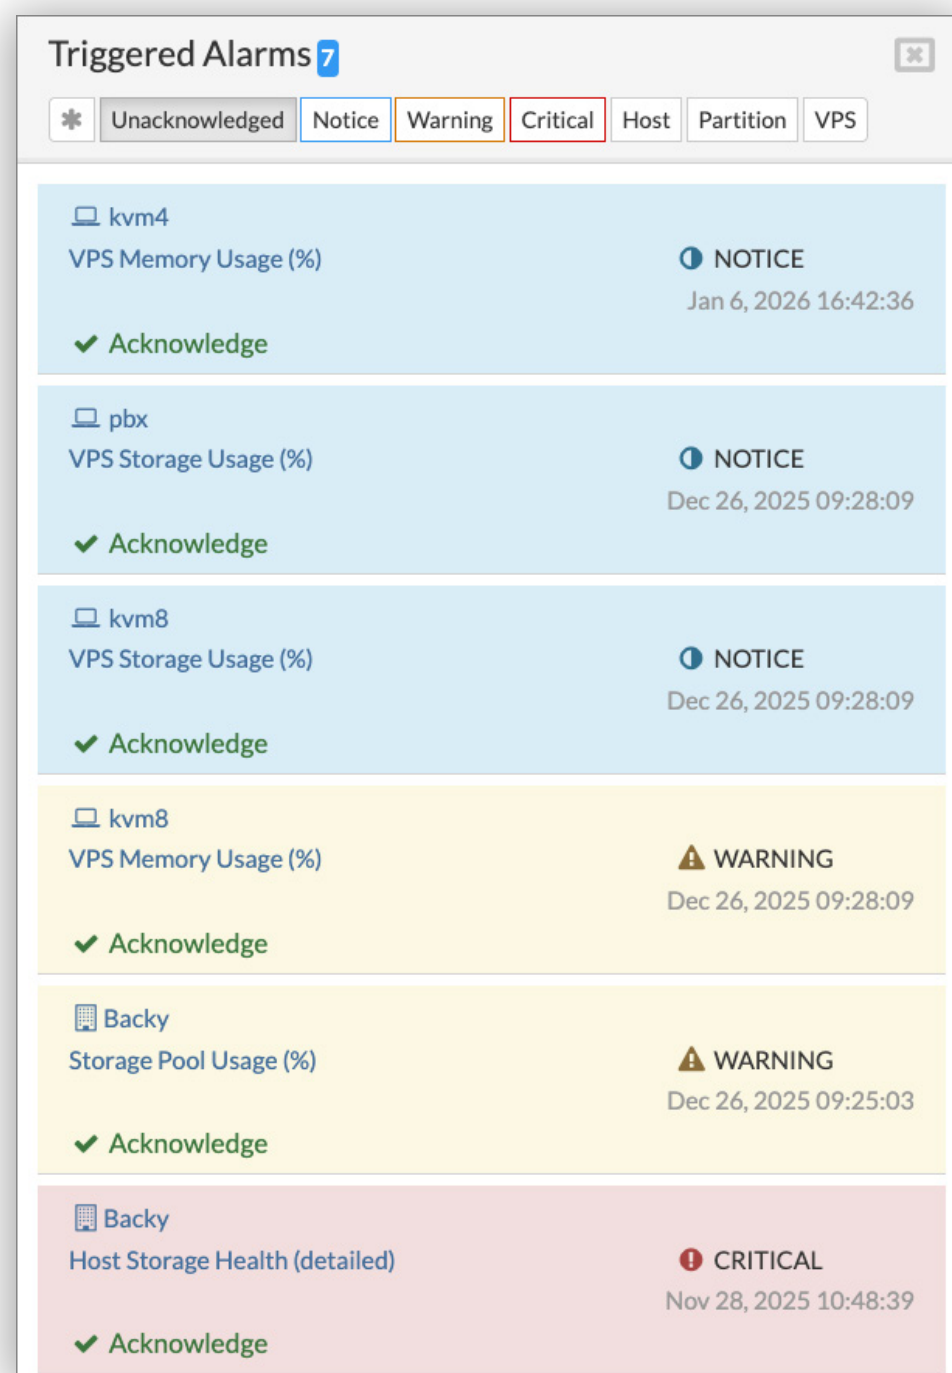 Triggered Alarms 7
Unacknowledged Notice Warning Critical Host Partition VPS
kvm4
VPS Memory Usage (%)
NOTICE
Jan 6, 2026 16:42:36
Acknowledge
pbx
VPS Storage Usage (%)
NOTICE
Dec 26, 2025 09:28:09
Acknowledge
kvm8
VPS Storage Usage (%)
NOTICE
Dec 26, 2025 09:28:09
Acknowledge
kvm8
VPS Memory Usage (%)
WARNING
Dec 26, 2025 09:28:09
Acknowledge
Backy
Storage Pool Usage (%)
WARNING
Dec 26, 2025 09:25:03
Acknowledge
Backy
Host Storage Health (detailed)
CRITICAL
Nov 28, 2025 10:48:39
Acknowledge